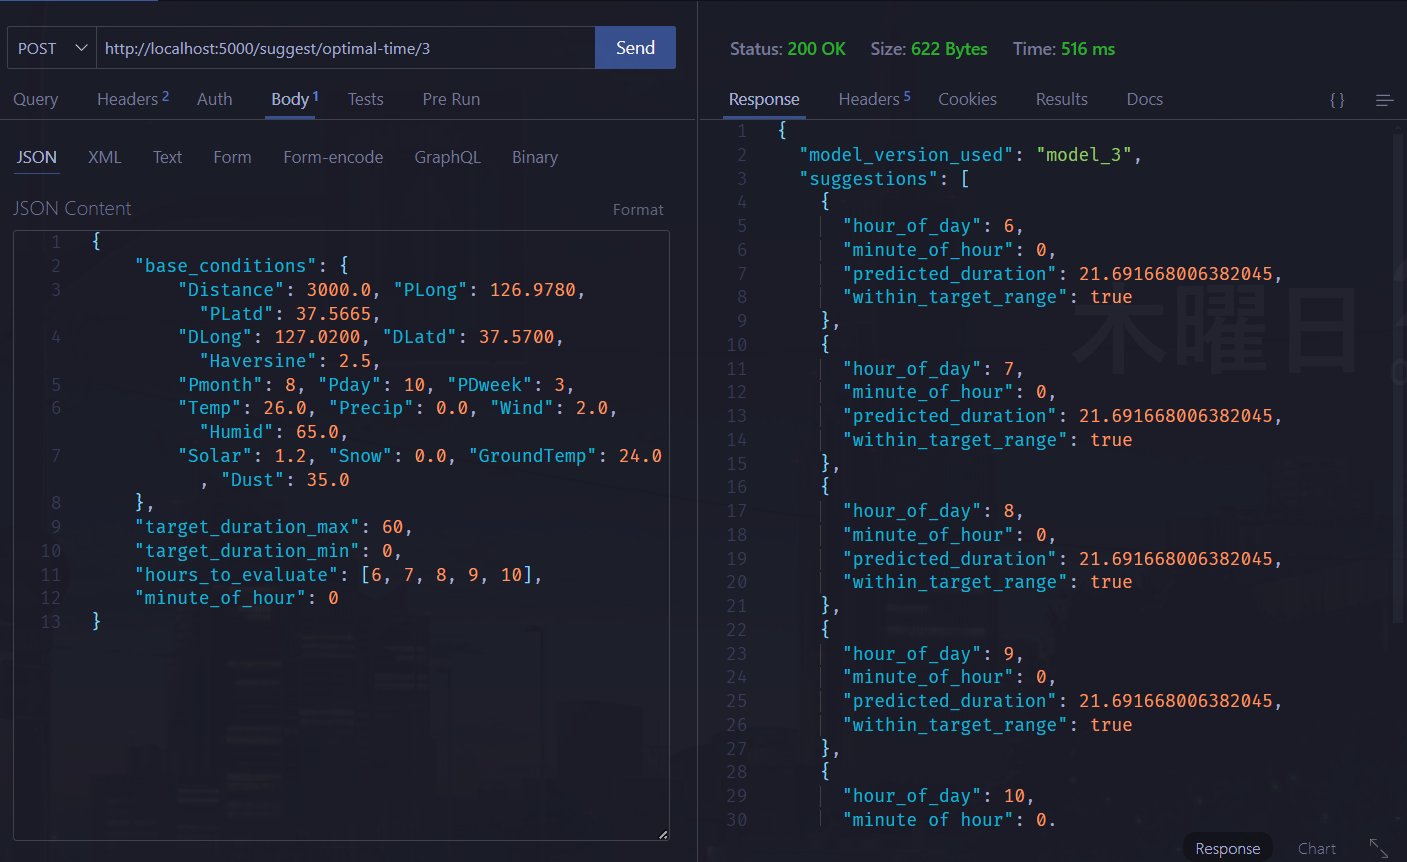 POST
http://localhost:5000/suggest/optimal-time/3
Send
Query
Headers 2
Auth
Body 1
Tests
Pre Run
JSON
XML
Text
Form
Form-encode
GraphQL
Binary
JSON Content
Format
1 {
2 "base_conditions": {
3 "Distance": 3000.0, "PLong": 126.9780,
"PLatd": 37.5665,
4 "DLong": 127.0200, "DLatd": 37.5700,
"Haversine": 2.5,
5 "Pmonth": 8, "Pday": 10, "PDweek": 3,
6 "Temp": 26.0, "Precip": 0.0, "Wind": 2.0,
"Humid": 65.0,
7 "Solar": 1.2, "Snow": 0.0, "GroundTemp": 24.0
, "Dust": 35.0
8 },
9 "target_duration_max": 60,
10 "target_duration_min": 0,
11 "hours_to_evaluate": [6, 7, 8, 9, 10],
12 "minute_of_hour": 0
13 }
Status: 200 OK
Size: 622 Bytes
Time: 516 ms
Response
Headers 5
Cookies
Results
Docs
{ }
1 {
2 "model_version_used": "model_3",
3 "suggestions": [
4 {
5 "hour_of_day": 6,
6 "minute_of_hour": 0,
7 "predicted_duration": 21.691668006382045,
8 "within_target_range": true
9 },
10 {
11 "hour_of_day": 7,
12 "minute_of_hour": 0,
13 "predicted_duration": 21.691668006382045,
14 "within_target_range": true
15 },
16 {
17 "hour_of_day": 8,
18 "minute_of_hour": 0,
19 "predicted_duration": 21.691668006382045,
20 "within_target_range": true
21 },
22 {
23 "hour_of_day": 9,
24 "minute_of_hour": 0,
25 "predicted_duration": 21.691668006382045,
26 "within_target_range": true
27 },
28 {
29 "hour_of_day": 10,
30 "minute_of_hour": 0,
木曜日
Response
Chart